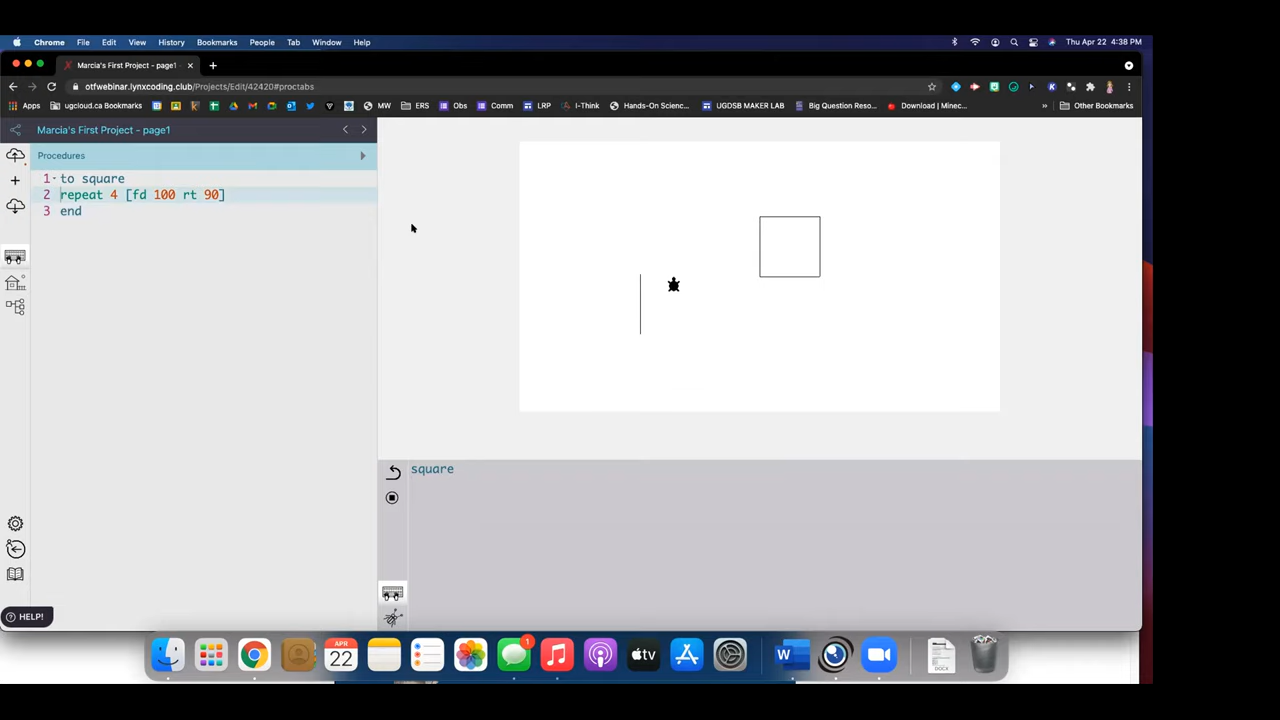 Chrome File Edit View History Bookmarks People Tab Window Help Thu Apr 22 4:38 PM
Marcia's First Project - page1
otfwebinar.lynxcoding.club/Projects/Edit/42420#proctabs
Apps ugcloud.ca Bookmarks MW ERS Obs Comm LRP I-Think Hands-On Scienc... UGDSB MAKER LAB Big Question Reso... Download | Minec... » Other Bookmarks
Marcia's First Project - page1
Procedures
1 to square
2 repeat 4 [fd 100 rt 90]
3 end
square
HELP!
APR
22
1
tv
W
DOCX